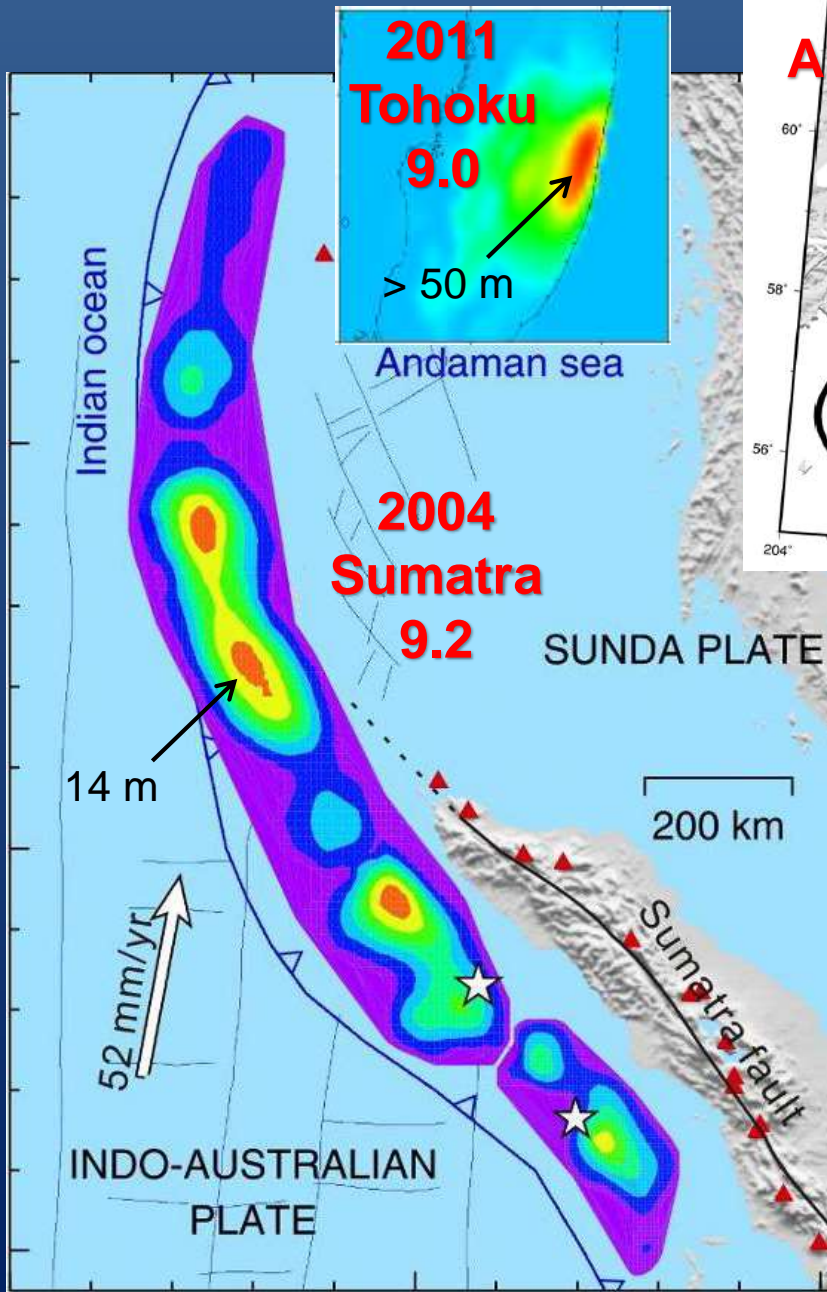 2011
Tohoku
9.0
> 50 m
A
60°
58°
56°
204°
Indian ocean
Andaman sea
2004
Sumatra
9.2
SUNDA PLATE
14 m
200 km
52 mm/yr
Sumatra fault
INDO-AUSTRALIAN
PLATE